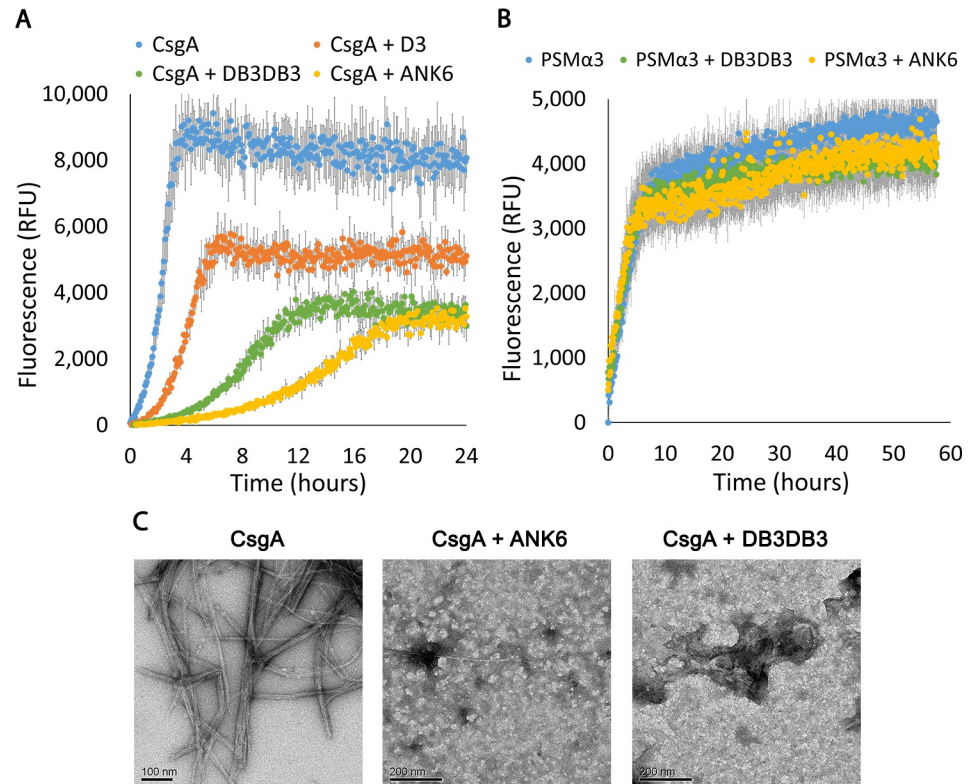 A
CsgA
CsgA + D3
CsgA + DB3DB3
CsgA + ANK6
10,000
8,000
6,000
4,000
2,000
0
Fluorescence (RFU)
0 4 8 12 16 20 24
Time (hours)
B
PSMα3 PSMα3 + DB3DB3 PSMα3 + ANK6
5,000
4,000
3,000
2,000
1,000
0
Fluorescence (RFU)
0 10 20 30 40 50 60
Time (hours)
C
CsgA
CsgA + ANK6
CsgA + DB3DB3
100 nm
200 nm
200 nm